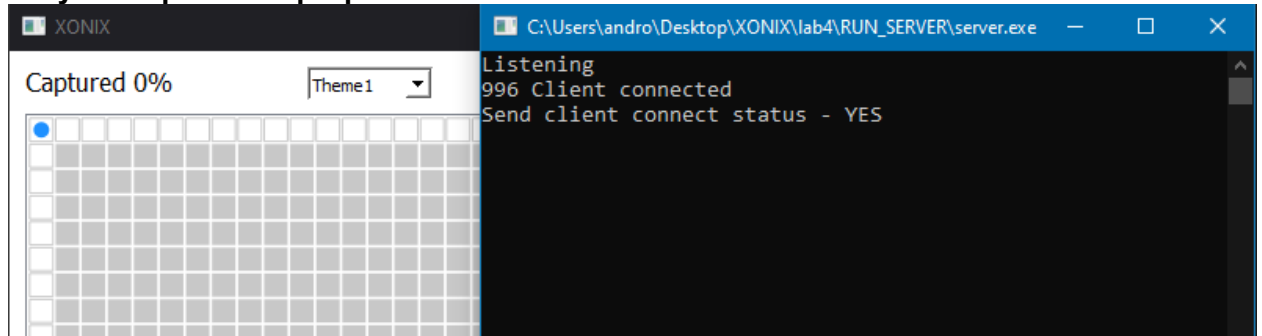 XONIX
Captured 0%
Theme1
C:\Users\andro\Desktop\XONIX\lab4\RUN_SERVER\server.exe
Listening
996 Client connected
Send client connect status - YES